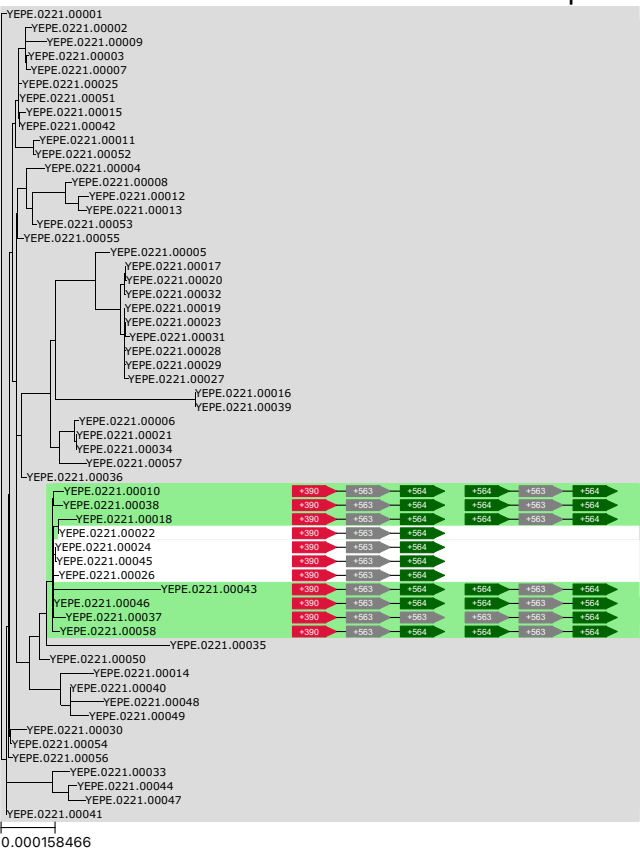 YEPE.0221.00001
YEPE.0221.00002
YEPE.0221.00009
YEPE.0221.00003
YEPE.0221.00007
YEPE.0221.00025
YEPE.0221.00051
YEPE.0221.00015
YEPE.0221.00042
YEPE.0221.00011
YEPE.0221.00052
YEPE.0221.00004
YEPE.0221.00008
YEPE.0221.00012
YEPE.0221.00013
YEPE.0221.00053
YEPE.0221.00055
YEPE.0221.00005
YEPE.0221.00017
YEPE.0221.00020
YEPE.0221.00032
YEPE.0221.00019
YEPE.0221.00023
YEPE.0221.00031
YEPE.0221.00028
YEPE.0221.00029
YEPE.0221.00027
YEPE.0221.00016
YEPE.0221.00039
YEPE.0221.00006
YEPE.0221.00021
YEPE.0221.00034
YEPE.0221.00057
YEPE.0221.00036
YEPE.0221.00010 +390 +563 +564 +564 +563 +564
YEPE.0221.00038 +390 +563 +564 +564 +563 +564
YEPE.0221.00018 +390 +563 +564 +564 +563 +564
YEPE.0221.00022 +390 +563 +564
YEPE.0221.00024 +390 +563 +564
YEPE.0221.00045 +390 +563 +564
YEPE.0221.00026 +390 +563 +564
YEPE.0221.00043 +390 +563 +564 +564 +563 +564
YEPE.0221.00046 +390 +563 +564 +564 +563 +564
YEPE.0221.00037 +390 +563 +563 +564 +563 +564
YEPE.0221.00058 +390 +563 +564 +564 +563 +564
YEPE.0221.00035
YEPE.0221.00050
YEPE.0221.00014
YEPE.0221.00040
YEPE.0221.00048
YEPE.0221.00049
YEPE.0221.00030
YEPE.0221.00054
YEPE.0221.00056
YEPE.0221.00033
YEPE.0221.00044
YEPE.0221.00047
YEPE.0221.00041
0.000158466